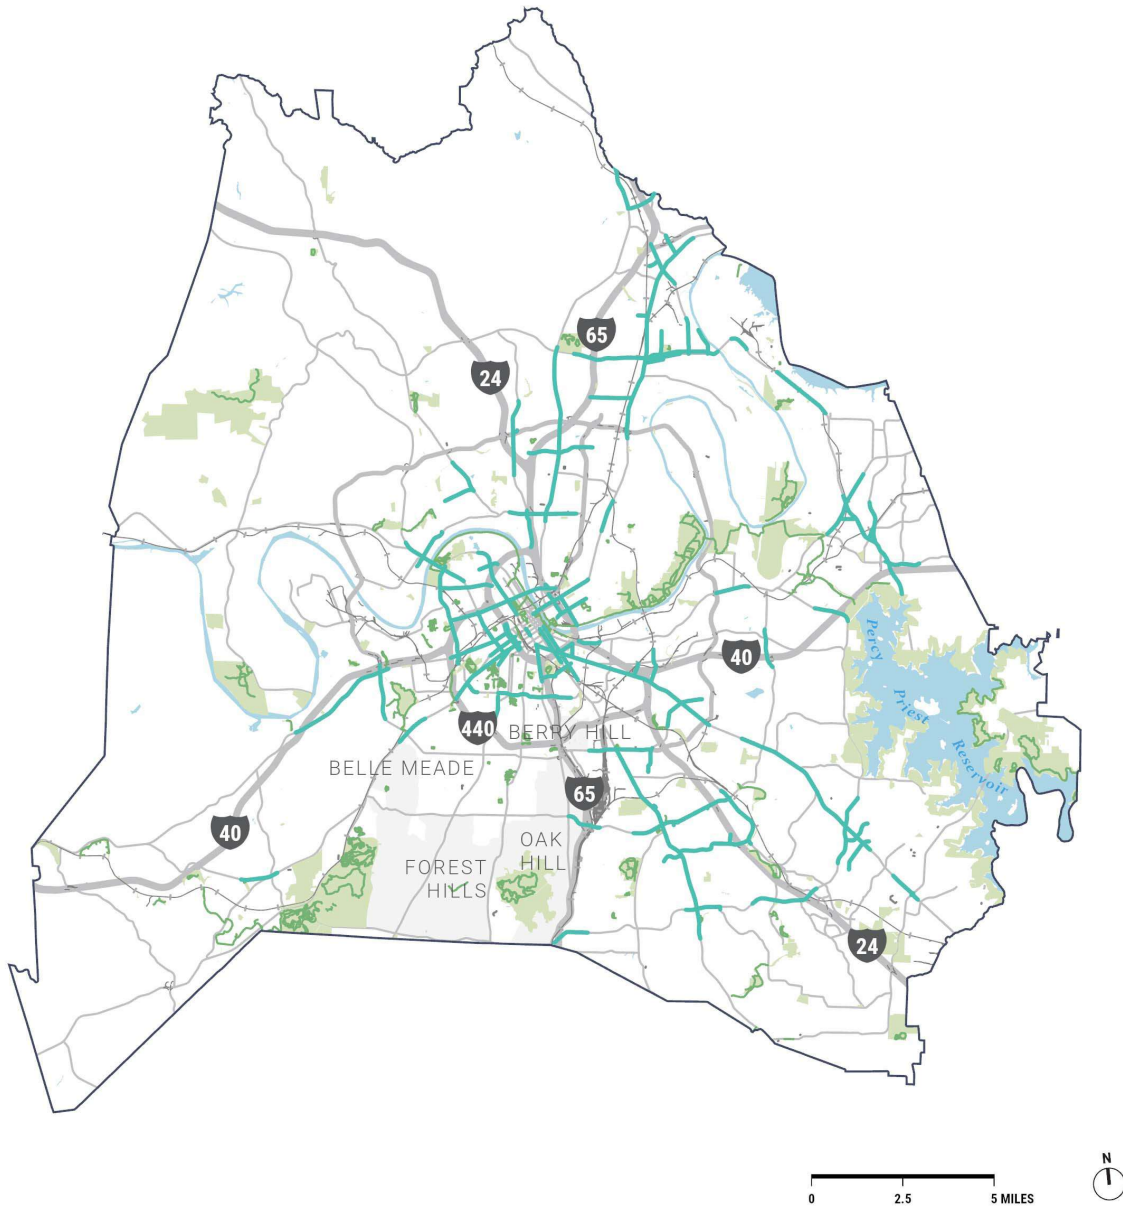 65
24
Percy
Priest
Reservoir
40
440
BERRY HILL
BELLE MEADE
65
40
OAK
HILL
FOREST
HILLS
24
N
0
2.5
5 MILES